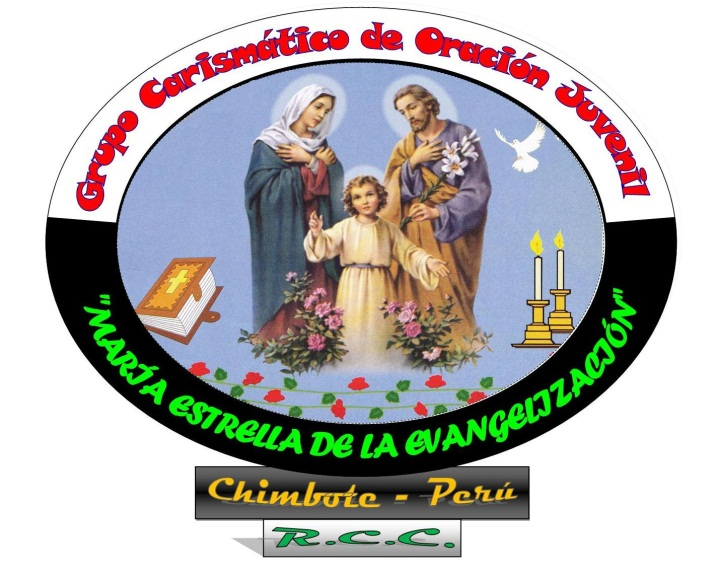 Grupo Carismático de Oración Juvenil
"MARÍA ESTRELLA DE LA EVANGELIZACIÓN"
Chimbote - Perú
R.C.C.